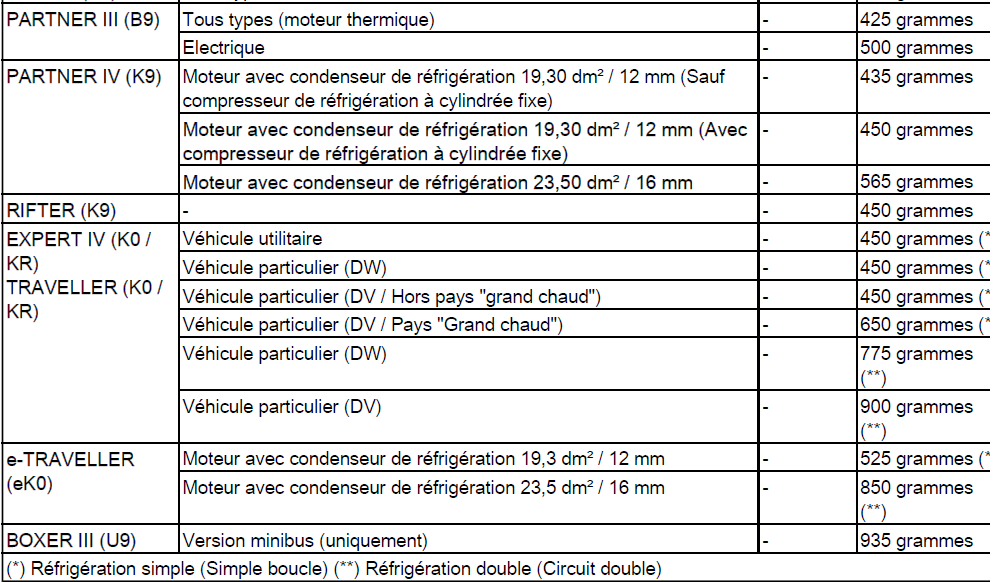 PARTNER III (B9) Tous types (moteur thermique) - 425 grammes
Electrique - 500 grammes
PARTNER IV (K9) Moteur avec condenseur de réfrigération 19,30 dm² / 12 mm (Sauf - 435 grammes
compresseur de réfrigération à cylindrée fixe)
Moteur avec condenseur de réfrigération 19,30 dm² / 12 mm (Avec - 450 grammes
compresseur de réfrigération à cylindrée fixe)
Moteur avec condenseur de réfrigération 23,50 dm² / 16 mm - 565 grammes
RIFTER (K9) - - 450 grammes
EXPERT IV (K0 / Véhicule utilitaire - 450 grammes (*
KR) Véhicule particulier (DW) - 450 grammes (*
TRAVELLER (K0 / Véhicule particulier (DV / Hors pays "grand chaud") - 450 grammes (*
KR) Véhicule particulier (DV / Pays "Grand chaud") - 650 grammes (*
Véhicule particulier (DW) - 775 grammes
(**)
Véhicule particulier (DV) - 900 grammes
(**)
e-TRAVELLER Moteur avec condenseur de réfrigération 19,3 dm² / 12 mm - 525 grammes (*
(eK0) Moteur avec condenseur de réfrigération 23,5 dm² / 16 mm - 850 grammes
(**)
BOXER III (U9) Version minibus (uniquement) - 935 grammes
(*) Réfrigération simple (Simple boucle) (**) Réfrigération double (Circuit double)